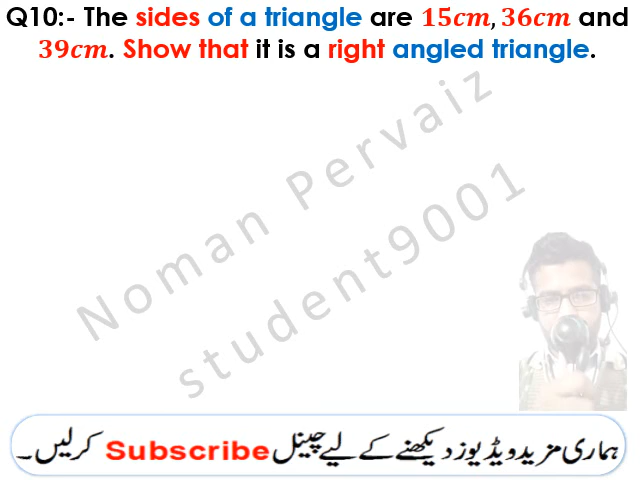 Q10:- The sides of a triangle are 15cm, 36cm and
39cm. Show that it is a right angled triangle.
Noman Pervaiz
student9001
ہماری مزید ویڈیوز دیکھنے کے لیے چینل Subscribe کرلیں۔